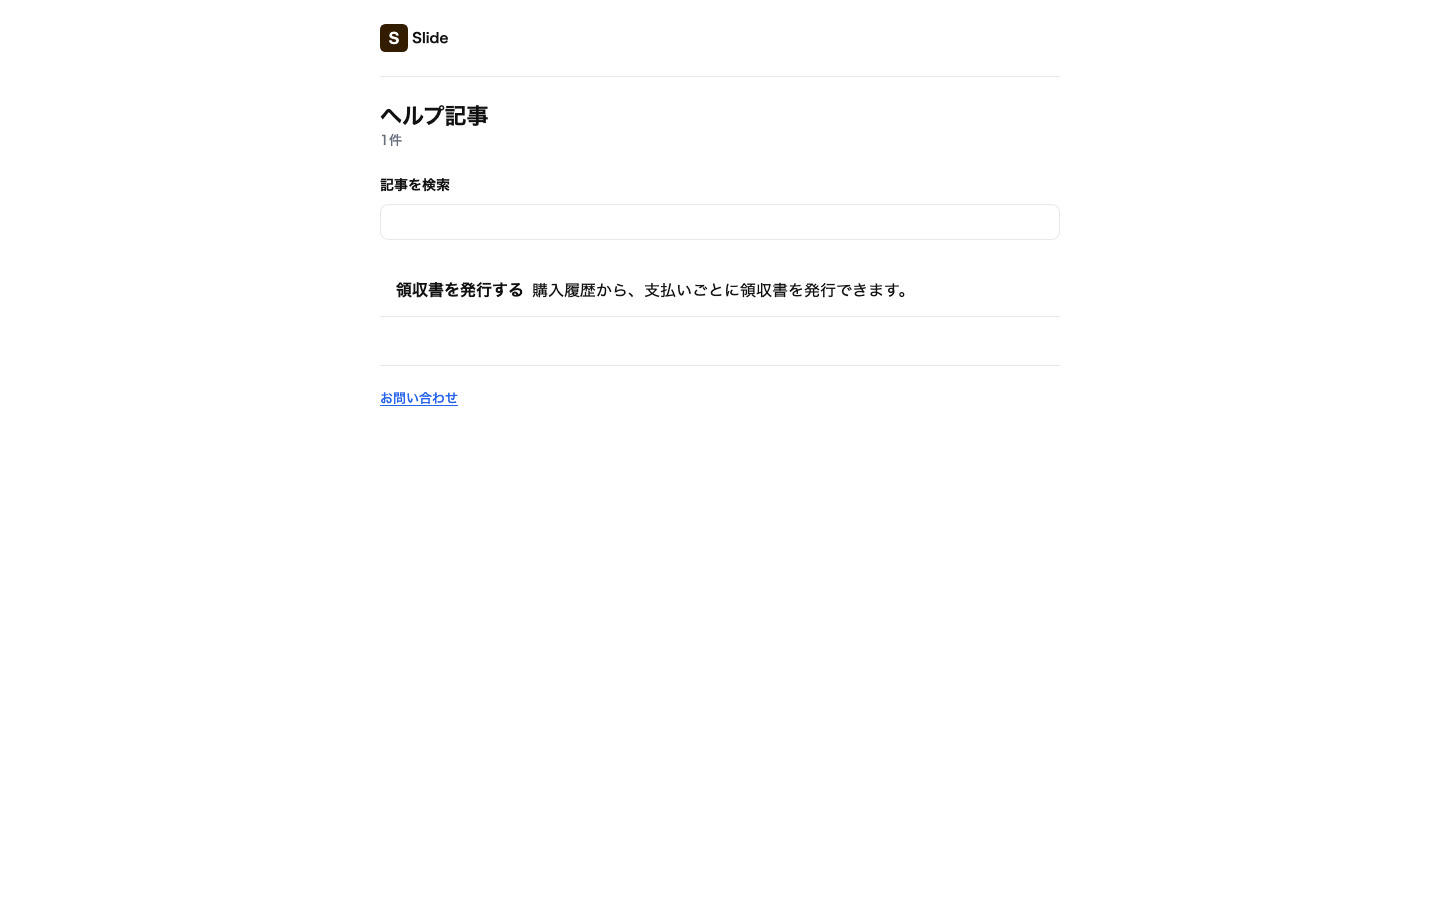 S Slide
ヘルプ記事
1件
記事を検索
領収書を発行する 購入履歴から、支払いごとに領収書を発行できます。
お問い合わせ